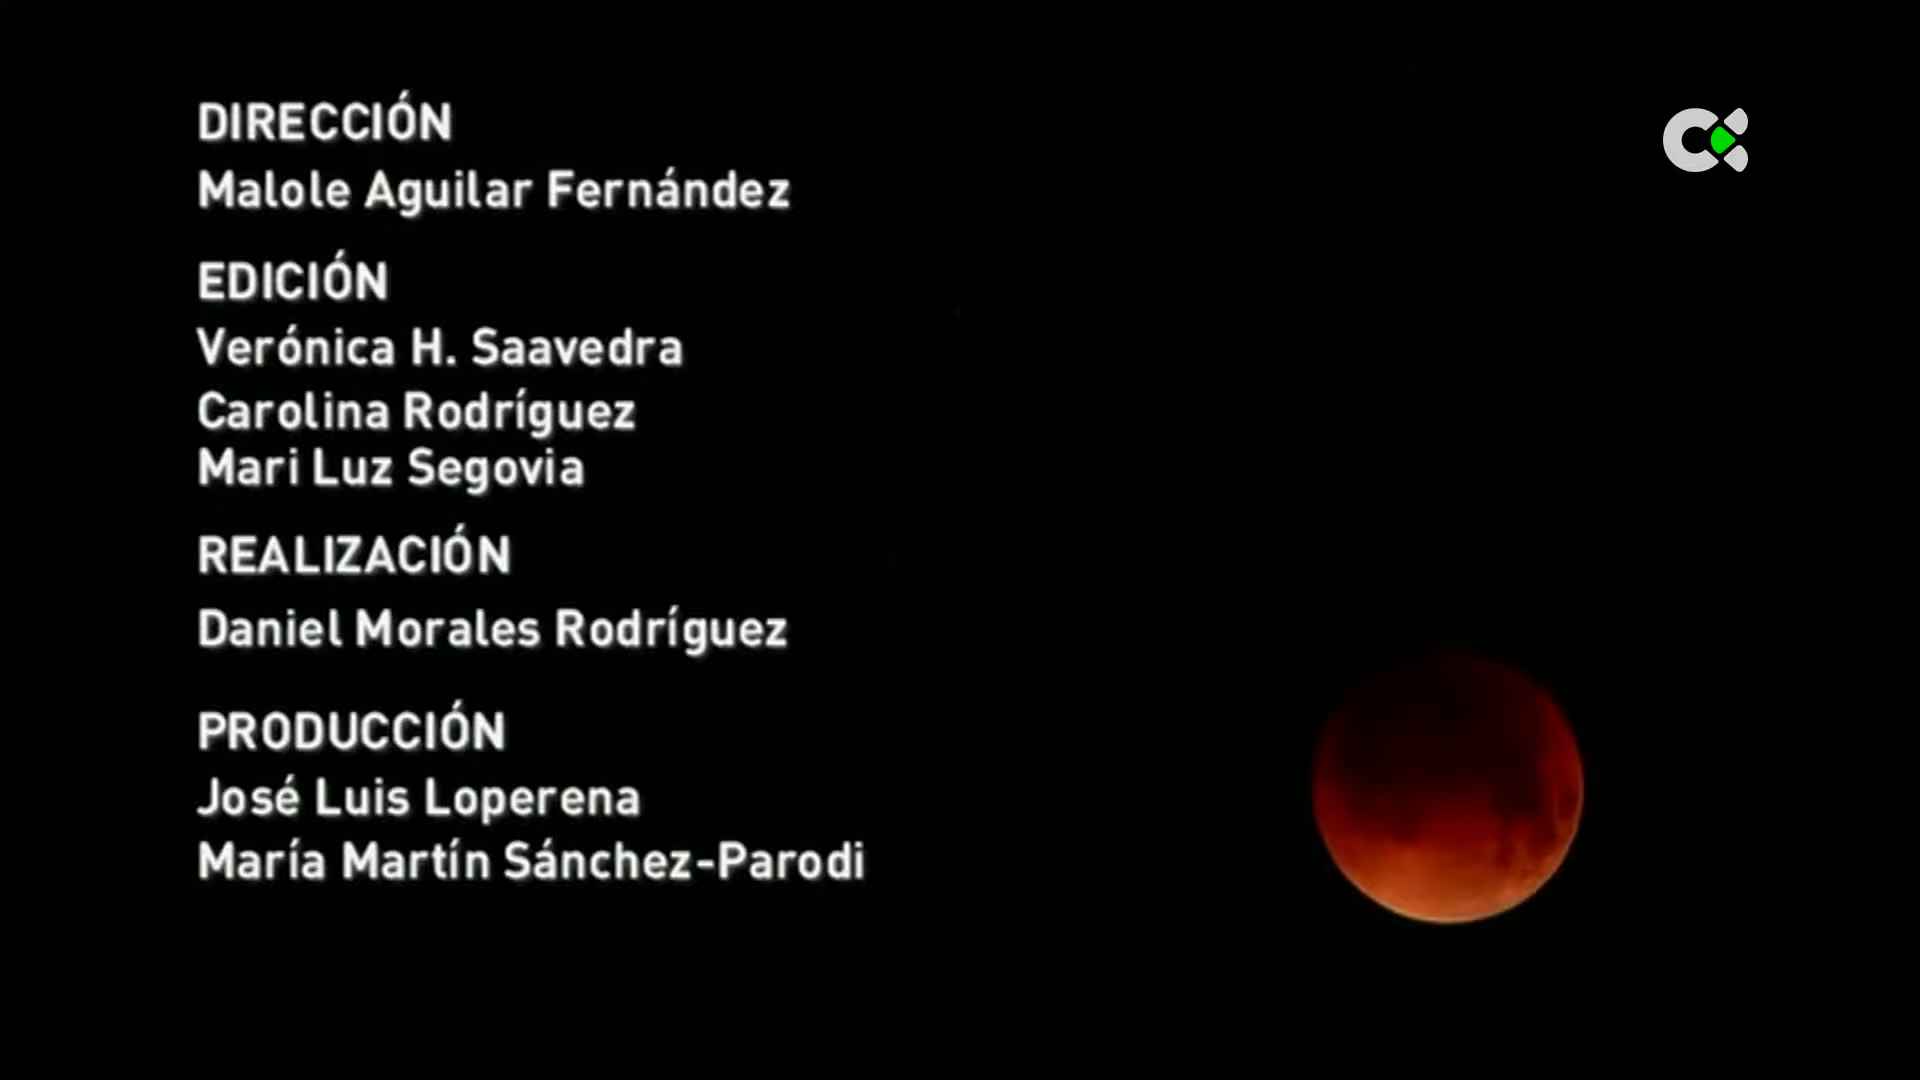 DIRECCIÓN
Malole Aguilar Fernández
EDICIÓN
Verónica H. Saavedra
Carolina Rodríguez
Mari Luz Segovia
REALIZACIÓN
Daniel Morales Rodríguez
PRODUCCIÓN
José Luis Loperena
María Martín Sánchez-Parodi